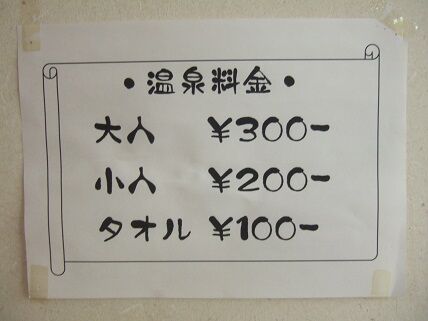 •温泉料金•
大人 ¥300-
小人 ¥200-
タオル ¥100-